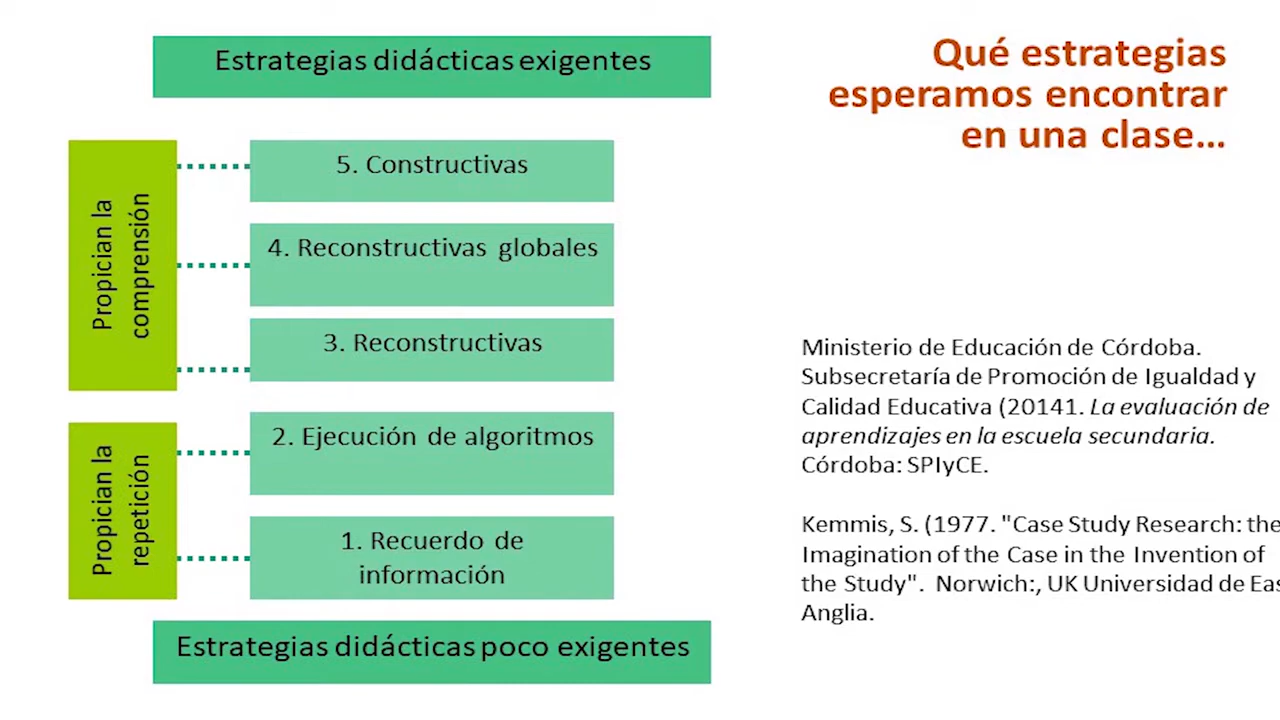 Qué estrategias
esperamos encontrar
en una clase...
Estrategias didácticas exigentes
Propician la
comprensión
5. Constructivas
4. Reconstructivas globales
3. Reconstructivas
Propician la
repetición
2. Ejecución de algoritmos
1. Recuerdo de
información
Estrategias didácticas poco exigentes
Ministerio de Educación de Córdoba.
Subsecretaría de Promoción de Igualdad y
Calidad Educativa (20141. La evaluación de
aprendizajes en la escuela secundaria.
Córdoba: SPIyCE.
Kemmis, S. (1977. "Case Study Research: the
Imagination of the Case in the Invention of
the Study". Norwich:, UK Universidad de Eas
Anglia.